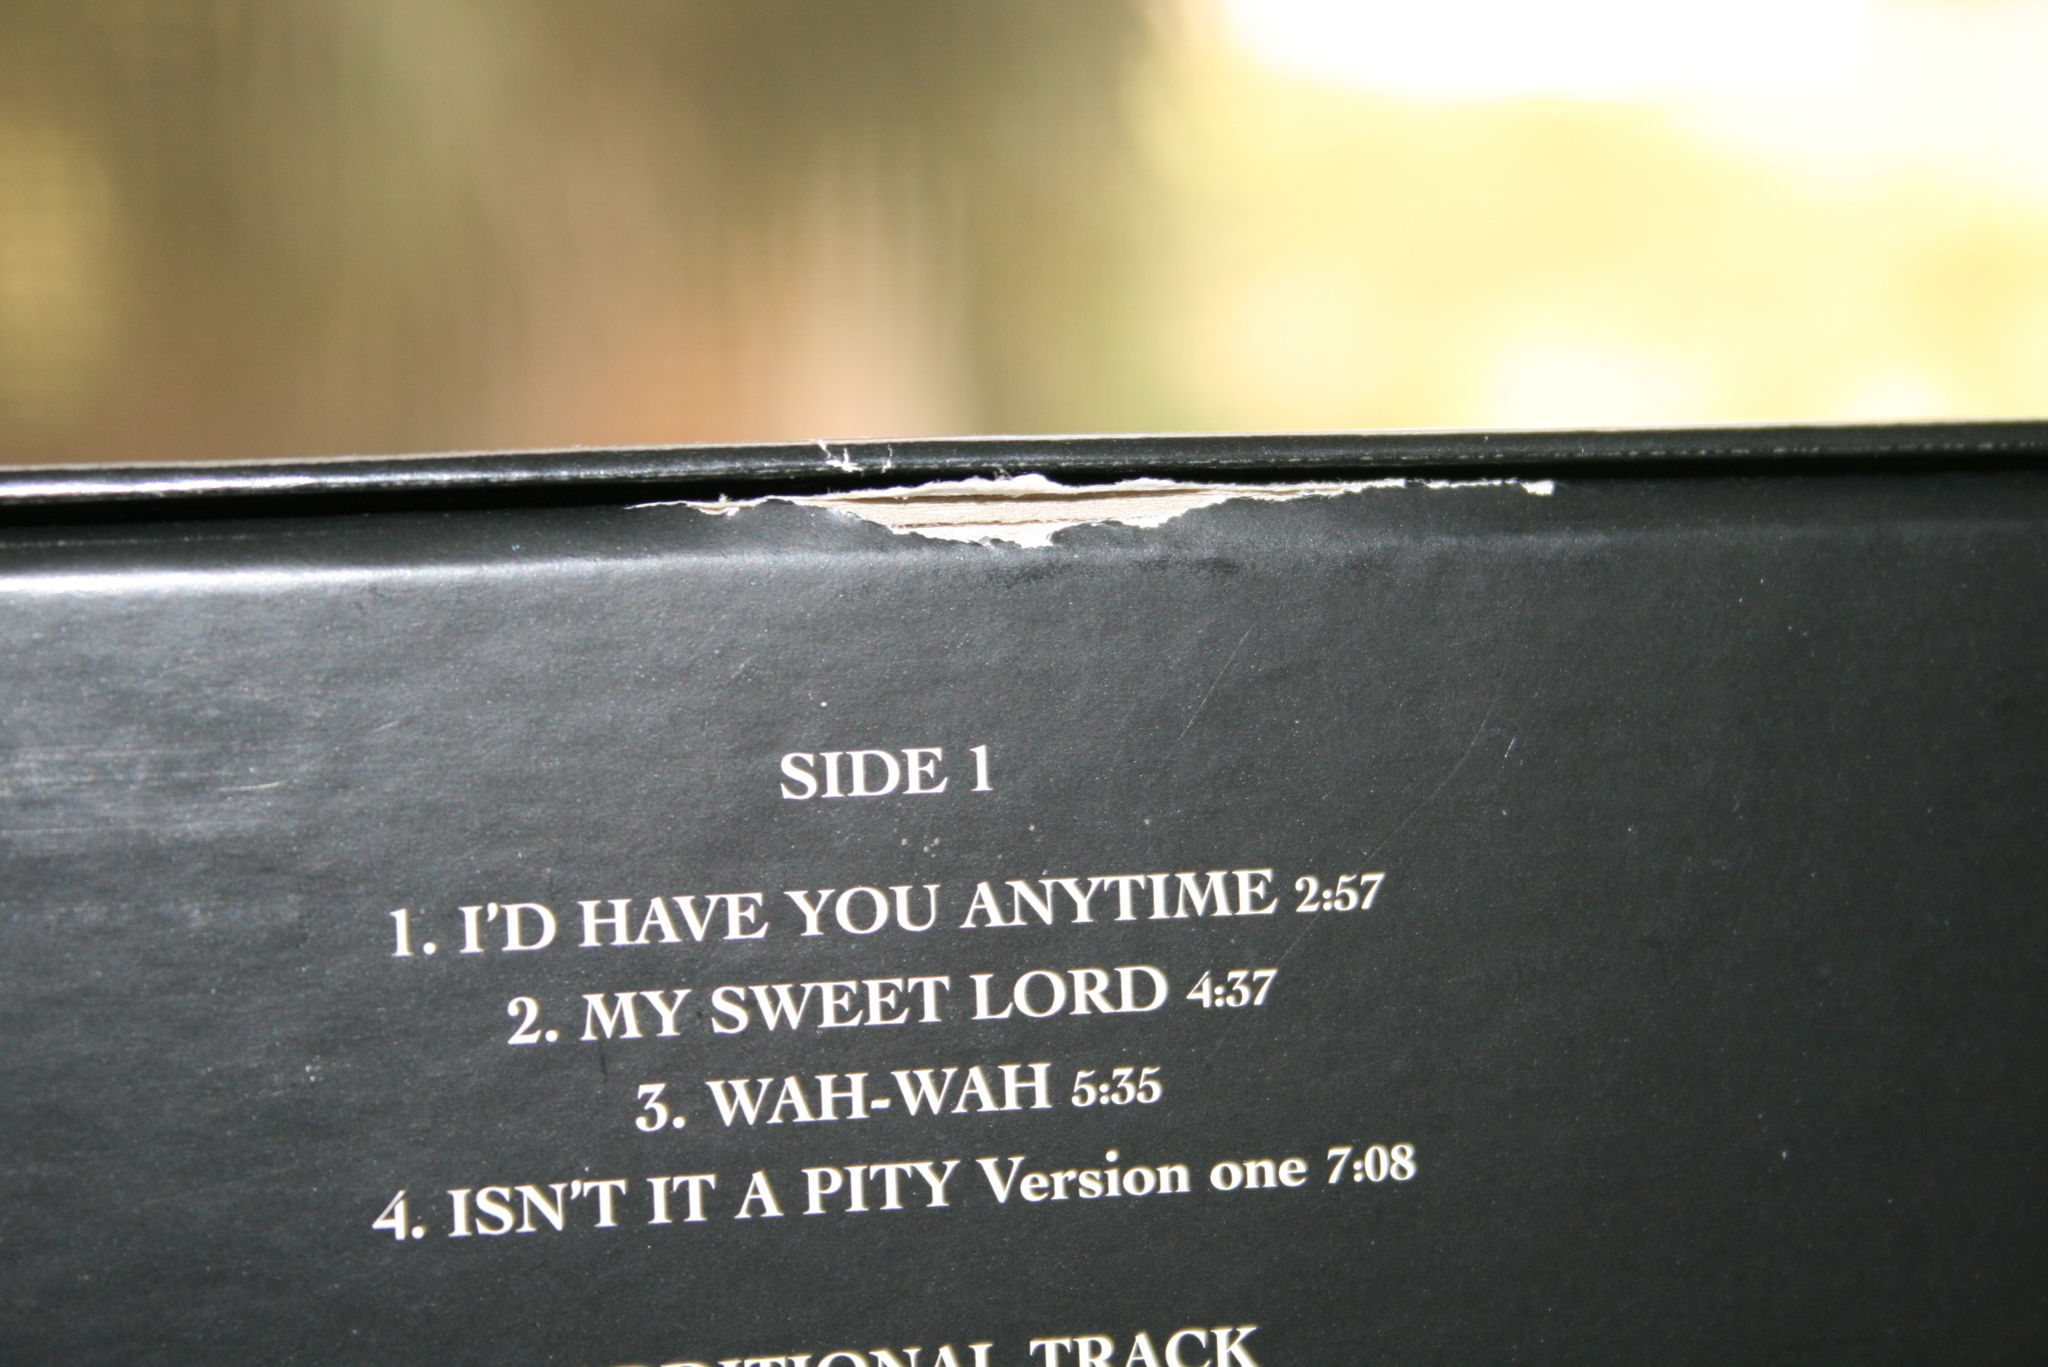 SIDE 1
1. I'D HAVE YOU ANYTIME 2:57
2. MY SWEET LORD 4:37
3. WAH-WAH 5:35
4. ISN'T IT A PITY Version one 7:08
TRACK